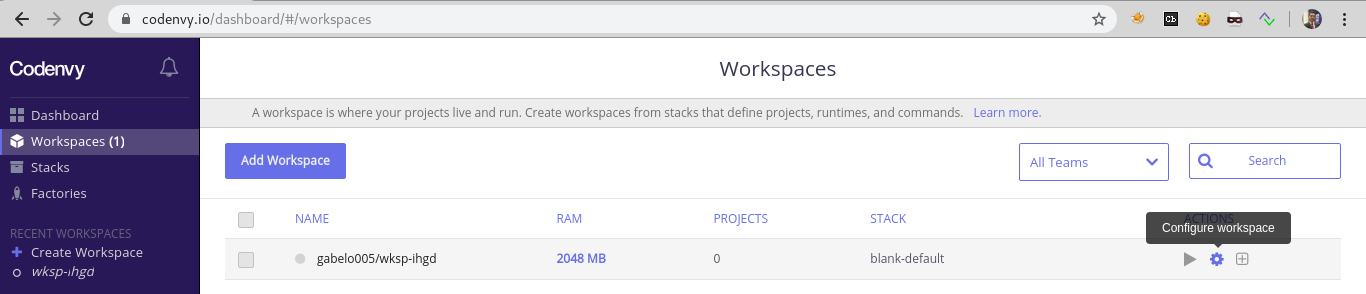 codenvy.io/dashboard/#/workspaces
Cb
Codenvy
Dashboard
Workspaces (1)
Stacks
Factories
RECENT WORKSPACES
Create Workspace
wksp-ihgd
Workspaces
A workspace is where your projects live and run. Create workspaces from stacks that define projects, runtimes, and commands. Learn more.
Add Workspace
All Teams
Search
NAME RAM PROJECTS STACK ACTIONS
Configure workspace
gabelo005/wksp-ihgd 2048 MB 0 blank-default